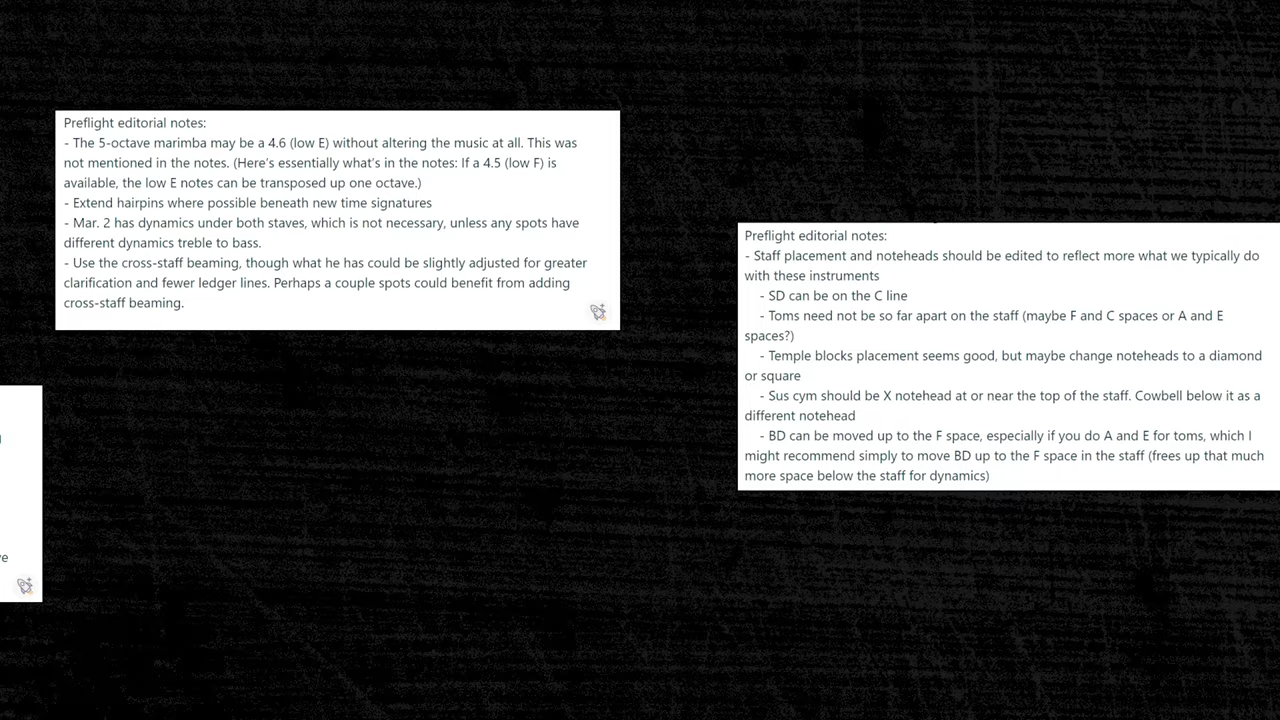 Preflight editorial notes:
- The 5-octave marimba may be a 4.6 (low E) without altering the music at all. This was
not mentioned in the notes. (Here's essentially what's in the notes: If a 4.5 (low F) is
available, the low E notes can be transposed up one octave.)
- Extend hairpins where possible beneath new time signatures
- Mar. 2 has dynamics under both staves, which is not necessary, unless any spots have
different dynamics treble to bass.
- Use the cross-staff beaming, though what he has could be slightly adjusted for greater
clarification and fewer ledger lines. Perhaps a couple spots could benefit from adding
cross-staff beaming.
Preflight editorial notes:
- Staff placement and noteheads should be edited to reflect more what we typically do
with these instruments
- SD can be on the C line
- Toms need not be so far apart on the staff (maybe F and C spaces or A and E
spaces?)
- Temple blocks placement seems good, but maybe change noteheads to a diamond
or square
- Sus cym should be X notehead at or near the top of the staff. Cowbell below it as a
different notehead
- BD can be moved up to the F space, especially if you do A and E for toms, which I
might recommend simply to move BD up to the F space in the staff (frees up that much
more space below the staff for dynamics)